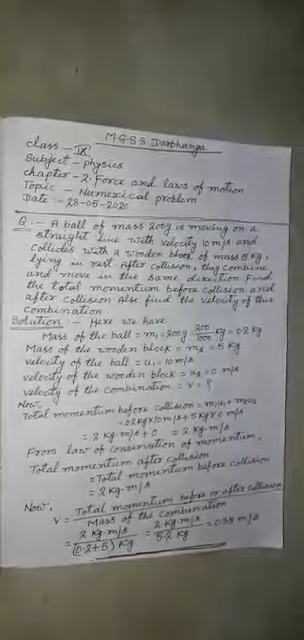 M.G.S.S Darbhanga
class - IX
Subject - physics
chapter - 2. Force and laws of motion
Topic - Numerical problem
Date :- 28-05-2020
Q. :- A ball of mass 200g is moving on a
straight line with velocity 10 m/s and
collides with a wooden block of mass 5 kg,
lying in rest. After collision, they combine
and move in the same direction. Find
the total momentum before collision and
after collision Also find the velocity of this
combination.
Solution :- Here we have
Mass of the ball = m₁ = 200g = 200/1000 kg = 0.2 kg
Mass of the wooden block = m₂ = 5 kg
velocity of the ball = u₁ = 10 m/s
velocity of the wooden block = u₂ = 0 m/s
velocity of the combination = v = ?
Now,
Total momentum before collision = m₁u₁ + m₂u₂
= 0.2 kg x 10 m/s + 5 kg x 0 m/s
= 2 kg·m/s + 0 = 2 kg·m/s
From law of conservation of momentum,
Total momentum after collision
= Total momentum before collision
= 2 kg·m/s
Now,
V = Total momentum before or after collision / Mass of the combination
= 2 kg·m/s / (0.2+5) kg = 2 kg·m/s / 5.2 kg = 0.38 m/s